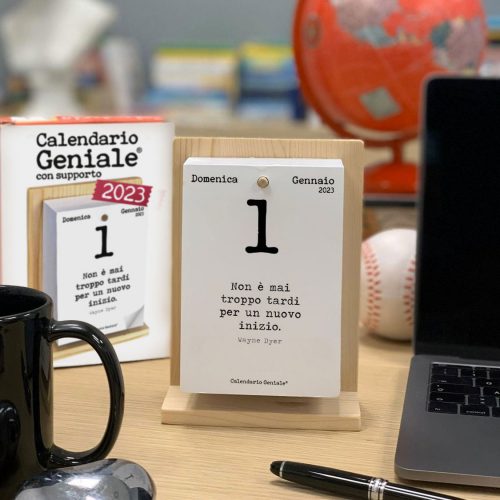 Calendario
Geniale®
con supporto
2023
Domenica
Gennaio
2023
1
Non è mai
troppo tardi
per un nuovo
inizio.
Wayne Dyer
Domenica
Gennaio
2023
1
Non è mai
troppo tardi
per un nuovo
inizio.
Wayne Dyer
Calendario Geniale®